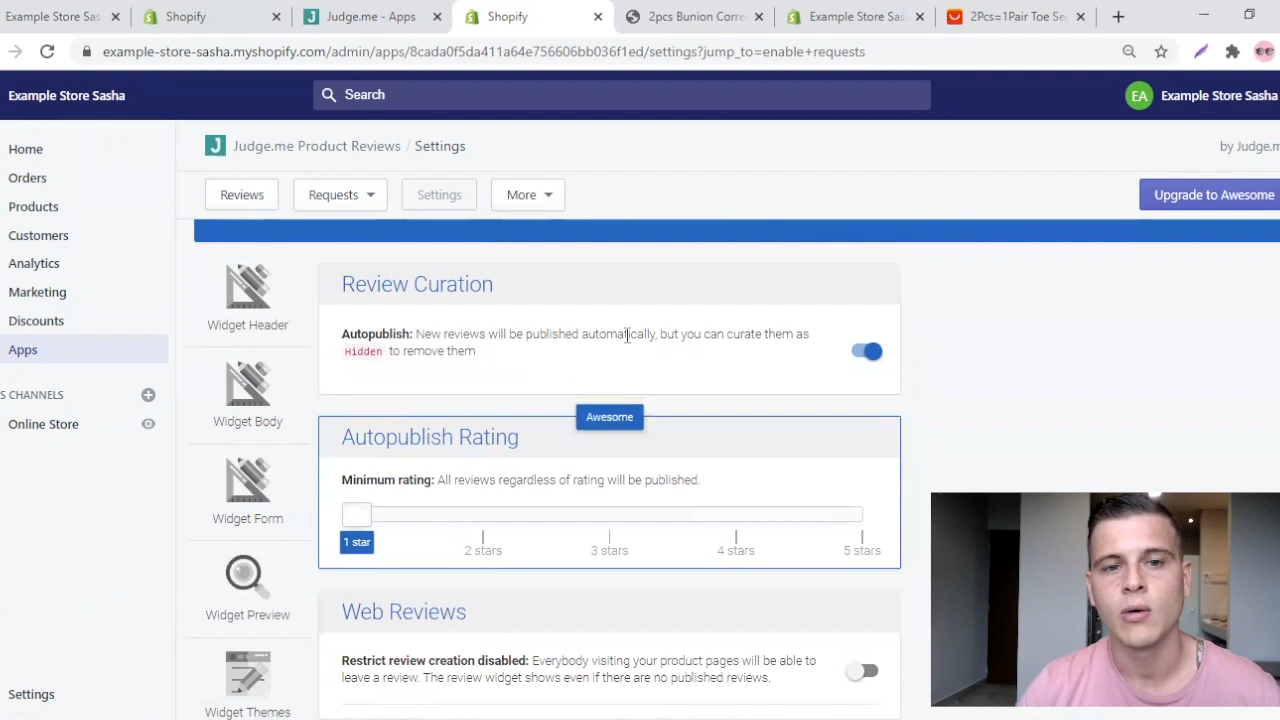 Example Store Sas
Shopify
Judge.me - Apps
Shopify
2pcs Bunion Corre
Example Store Sas
2Pcs=1Pair Toe Se
example-store-sasha.myshopify.com/admin/apps/8cada0f5da411a64e756606bb036f1ed/settings?jump_to=enable+requests
Example Store Sasha
Search
EA
Example Store Sasha
Home
Orders
Products
Customers
Analytics
Marketing
Discounts
Apps
S CHANNELS
Online Store
Settings
J
Judge.me Product Reviews / Settings
by Judge.m
Reviews
Requests
Settings
More
Upgrade to Awesome
Widget Header
Widget Body
Widget Form
Widget Preview
Widget Themes
Review Curation
Autopublish: New reviews will be published automatically, but you can curate them as
Hidden to remove them
Awesome
Autopublish Rating
Minimum rating: All reviews regardless of rating will be published.
1 star
2 stars
3 stars
4 stars
5 stars
Web Reviews
Restrict review creation disabled: Everybody visiting your product pages will be able to
leave a review. The review widget shows even if there are no published reviews.